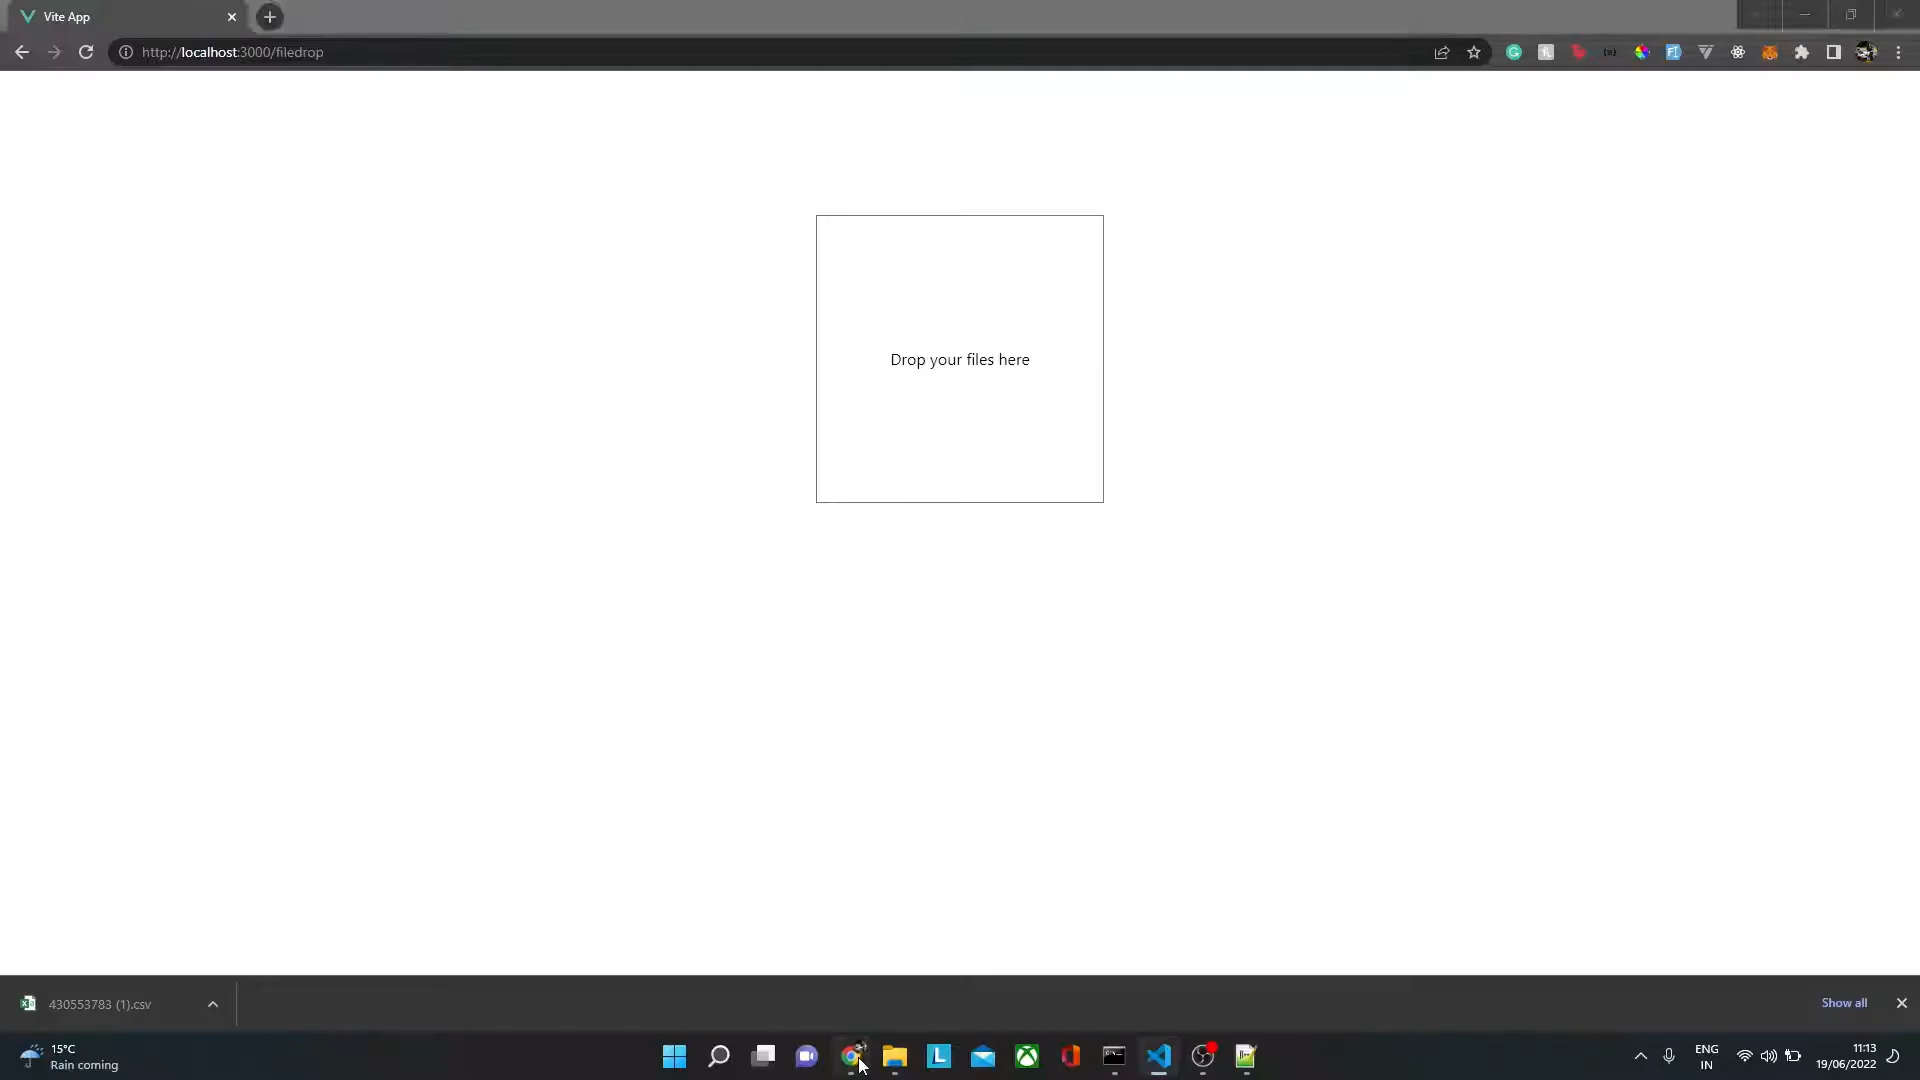 Vite App
http://localhost:3000/filedrop
Drop your files here
430553783 (1).csv
Show all
15°C
Rain coming
ENG
IN
11:13
19/06/2022